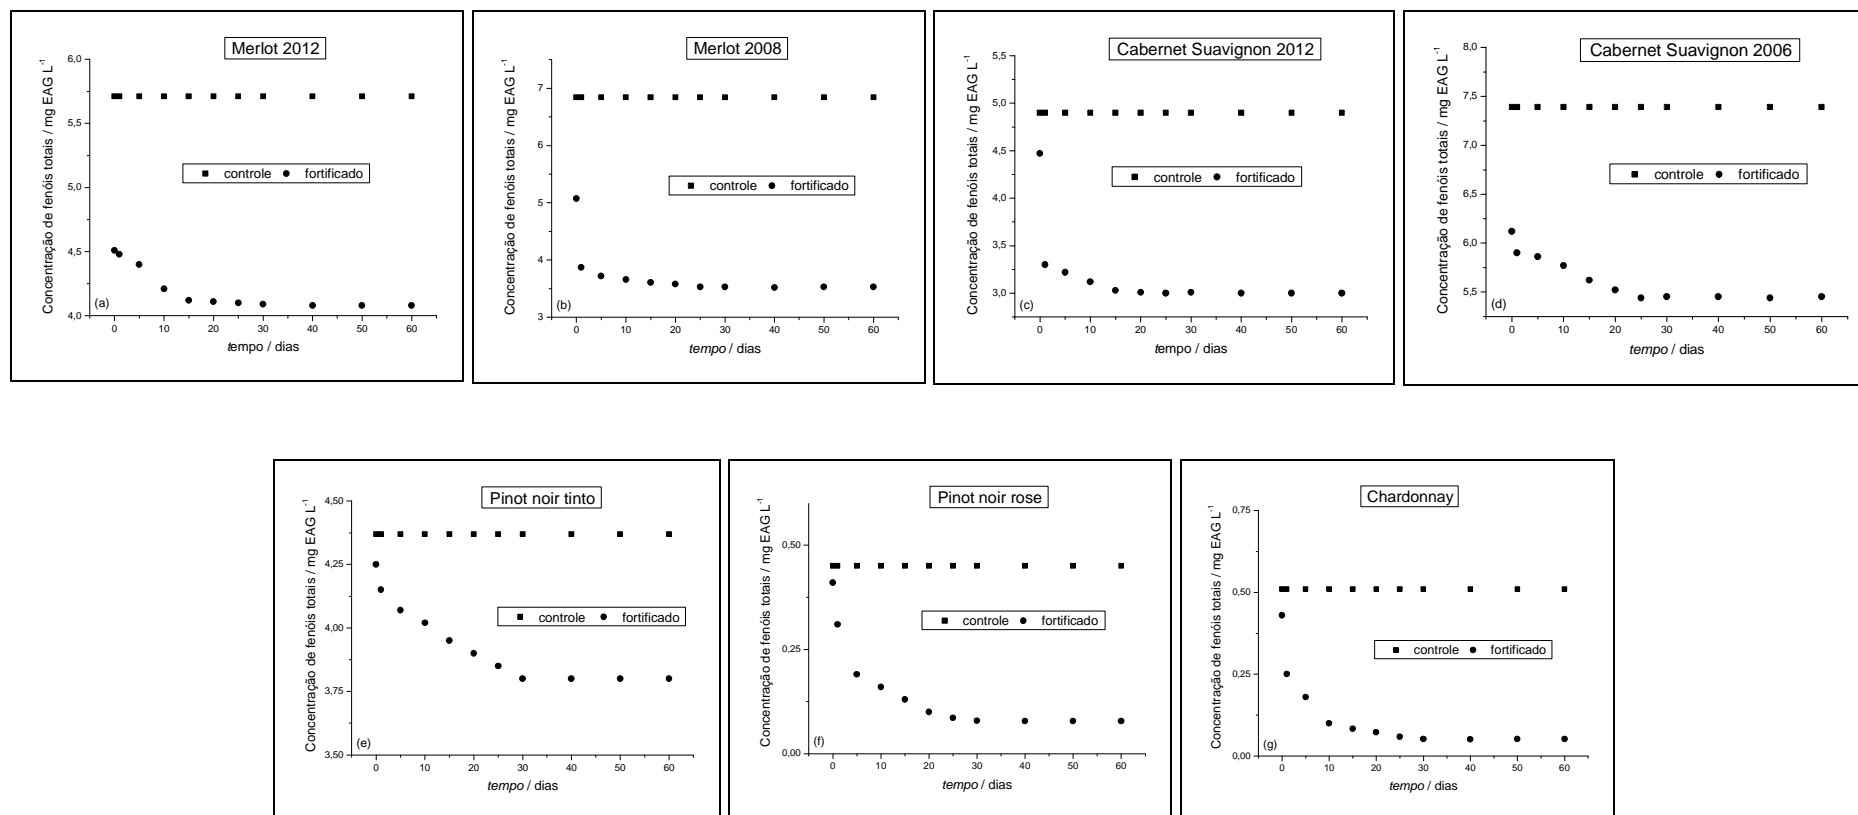 Merlot 2012
Concentração de fenóis totais / mg EAG L-1
6,0
5,5
5,0
4,5
4,0
controle fortificado
(a)
0 10 20 30 40 50 60
tempo / dias
Merlot 2008
Concentração de fenóis totais / mg EAG L-1
7
6
5
4
3
controle fortificado
(b)
0 10 20 30 40 50 60
tempo / dias
Cabernet Suavignon 2012
Concentração de fenóis totais / mg EAG L-1
5,5
5,0
4,5
4,0
3,5
3,0
controle fortificado
(c)
0 10 20 30 40 50 60
tempo / dias
Cabernet Suavignon 2006
Concentração de fenóis totais / mg EAG L-1
8,0
7,5
7,0
6,5
6,0
5,5
controle fortificado
(d)
0 10 20 30 40 50 60
tempo / dias
Pinot noir tinto
Concentração de fenóis totais / mg EAG L-1
4,50
4,25
4,00
3,75
3,50
controle fortificado
(e)
0 10 20 30 40 50 60
tempo / dias
Pinot noir rose
Concentração de fenóis totais / mg EAG L-1
0,50
0,25
0,00
controle fortificado
(f)
0 10 20 30 40 50 60
tempo / dias
Chardonnay
Concentração de fenóis totais / mg EAG L-1
0,75
0,50
0,25
0,00
controle fortificado
(g)
0 10 20 30 40 50 60
tempo / dias